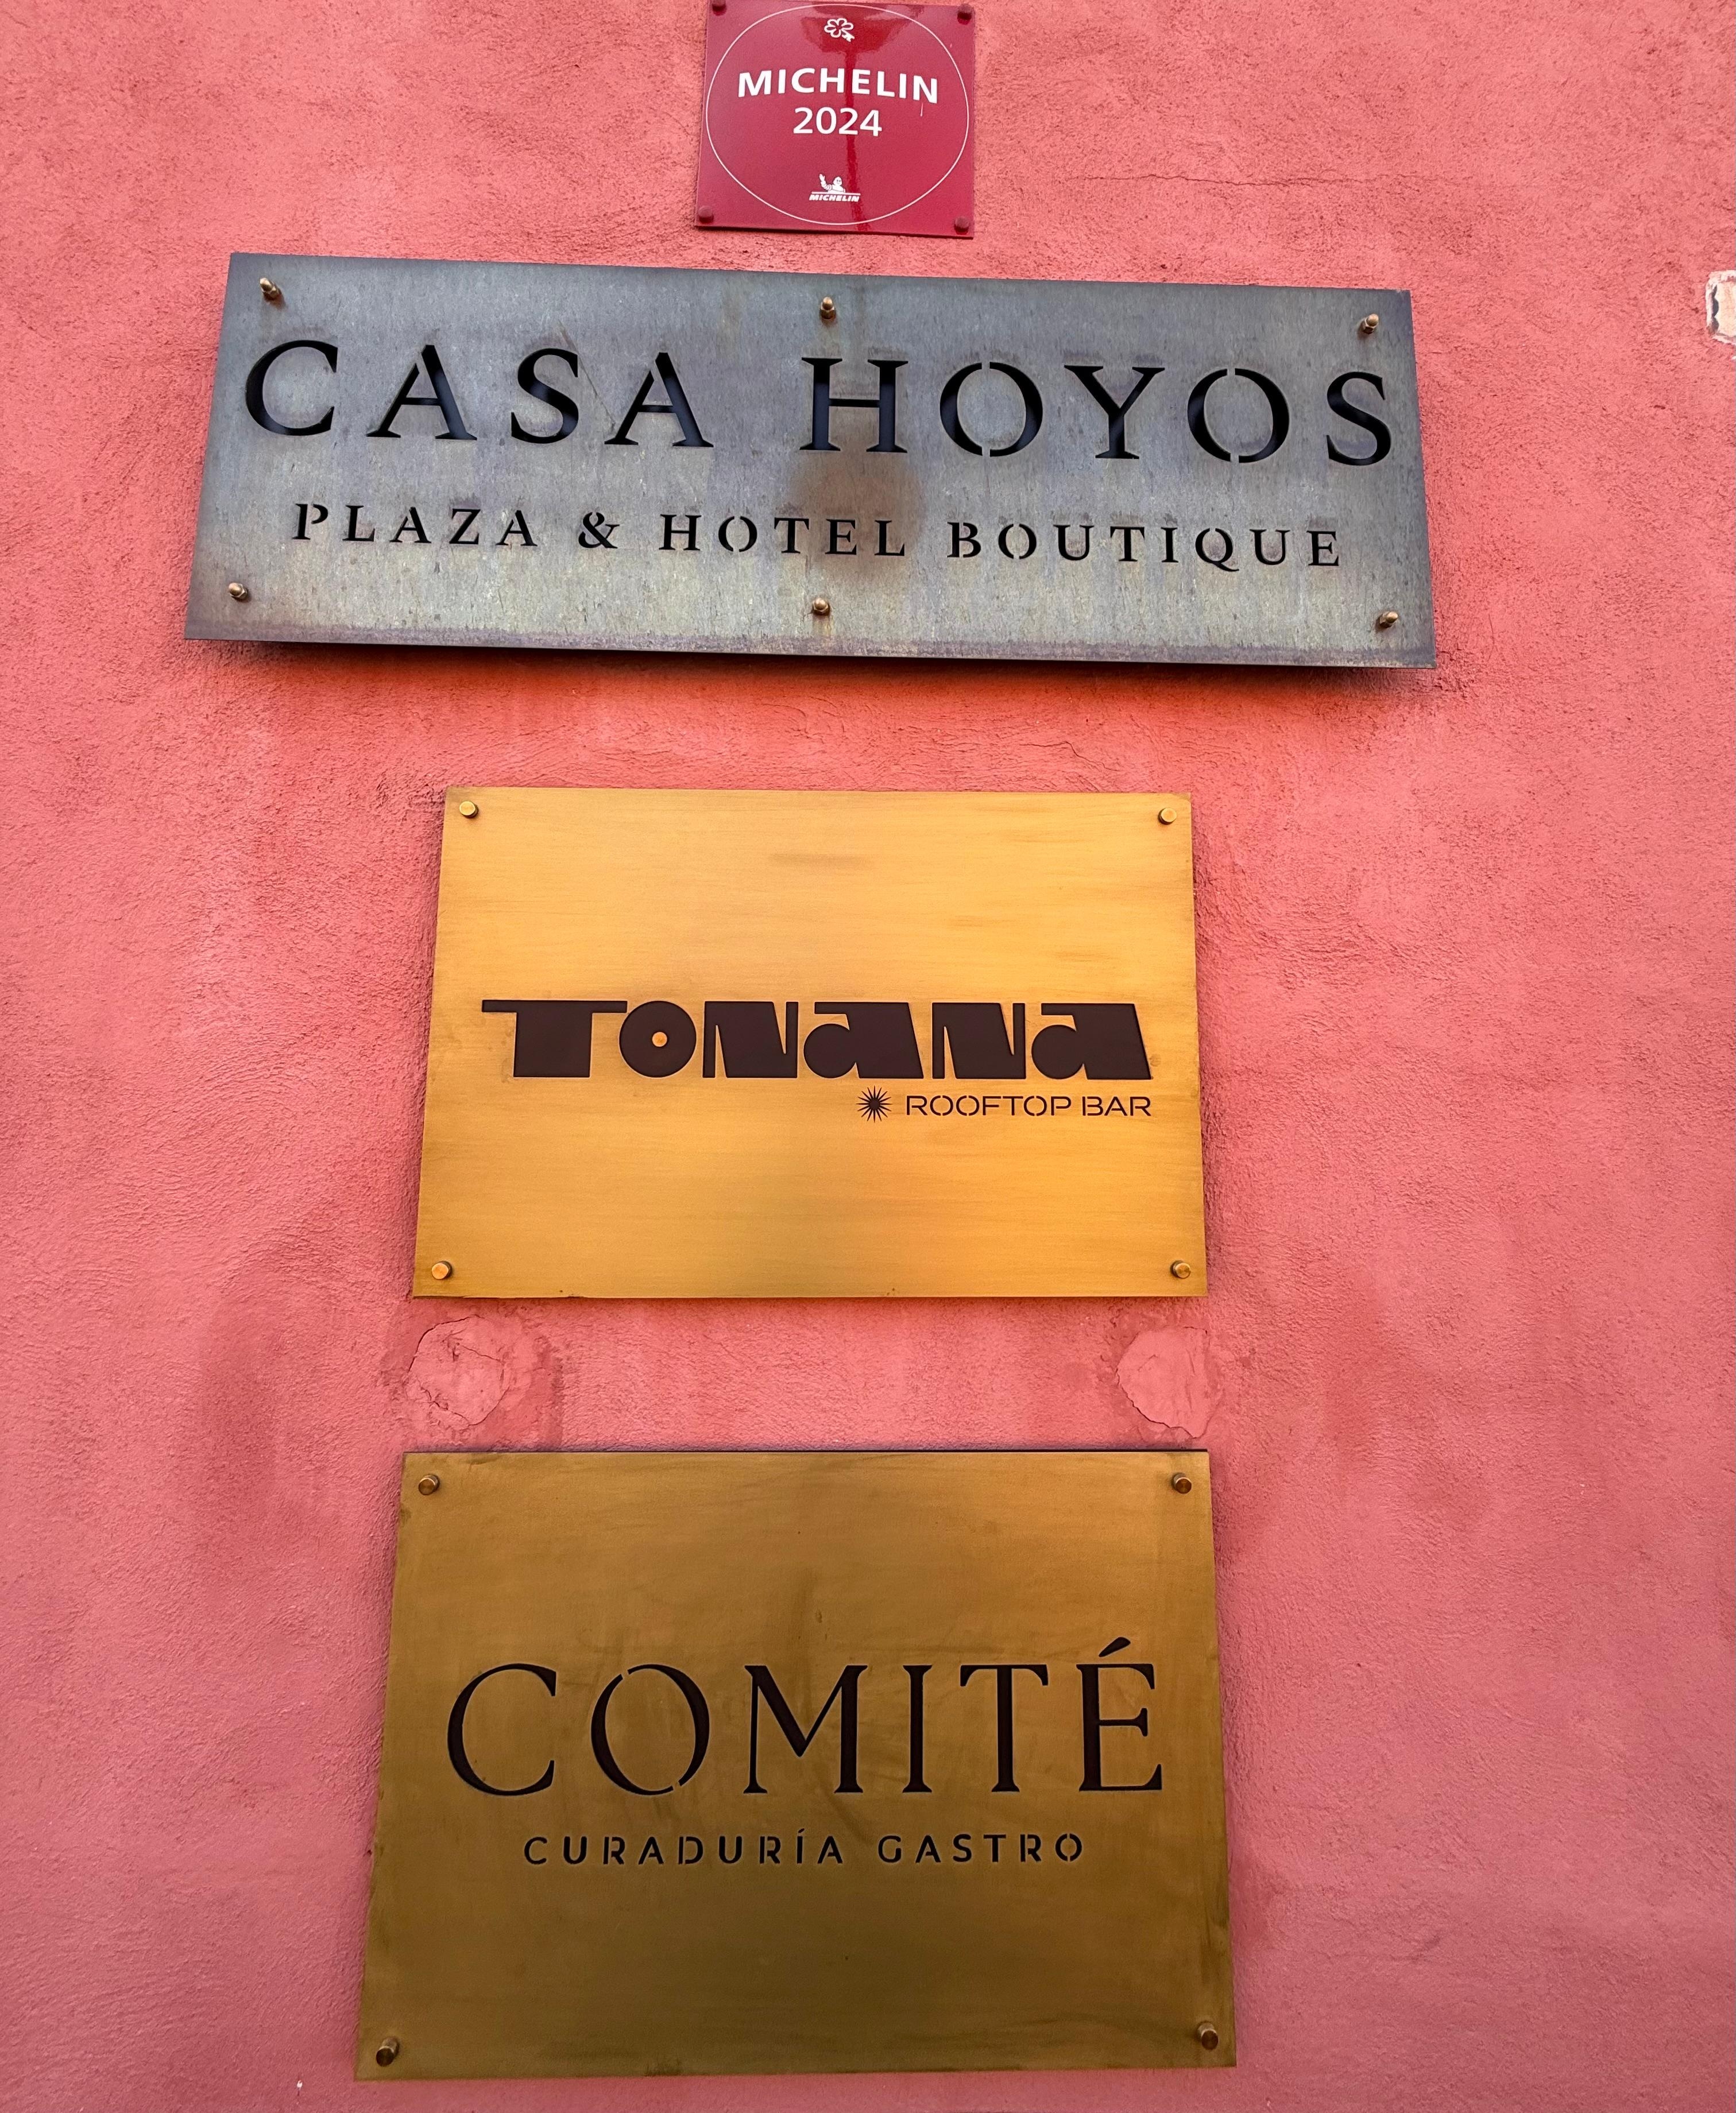 MICHELIN
2024
MICHELIN
CASA HOYOS
PLAZA & HOTEL BOUTIQUE
TONANA
ROOFTOP BAR
COMITÉ
CURADURÍA GASTRO